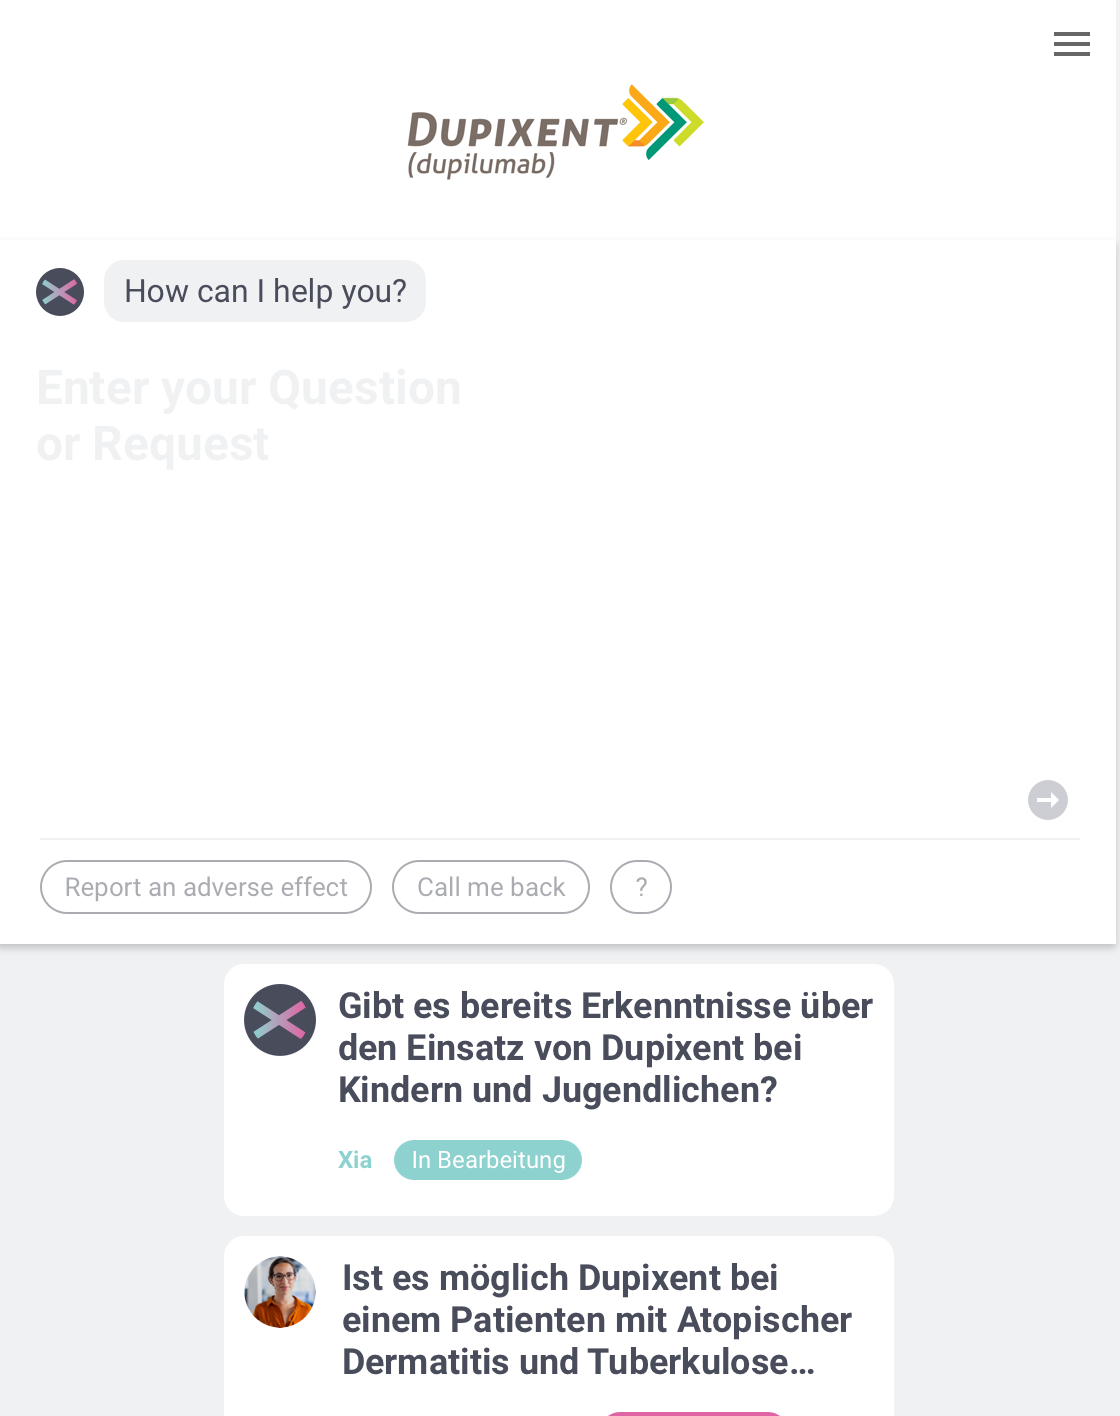 DUPIXENT®
(dupilumab)
How can I help you?
Enter your Question
or Request
Report an adverse effect
Call me back
?
Gibt es bereits Erkenntnisse über
den Einsatz von Dupixent bei
Kindern und Jugendlichen?
Xia
In Bearbeitung
Ist es möglich Dupixent bei
einem Patienten mit Atopischer
Dermatitis und Tuberkulose…